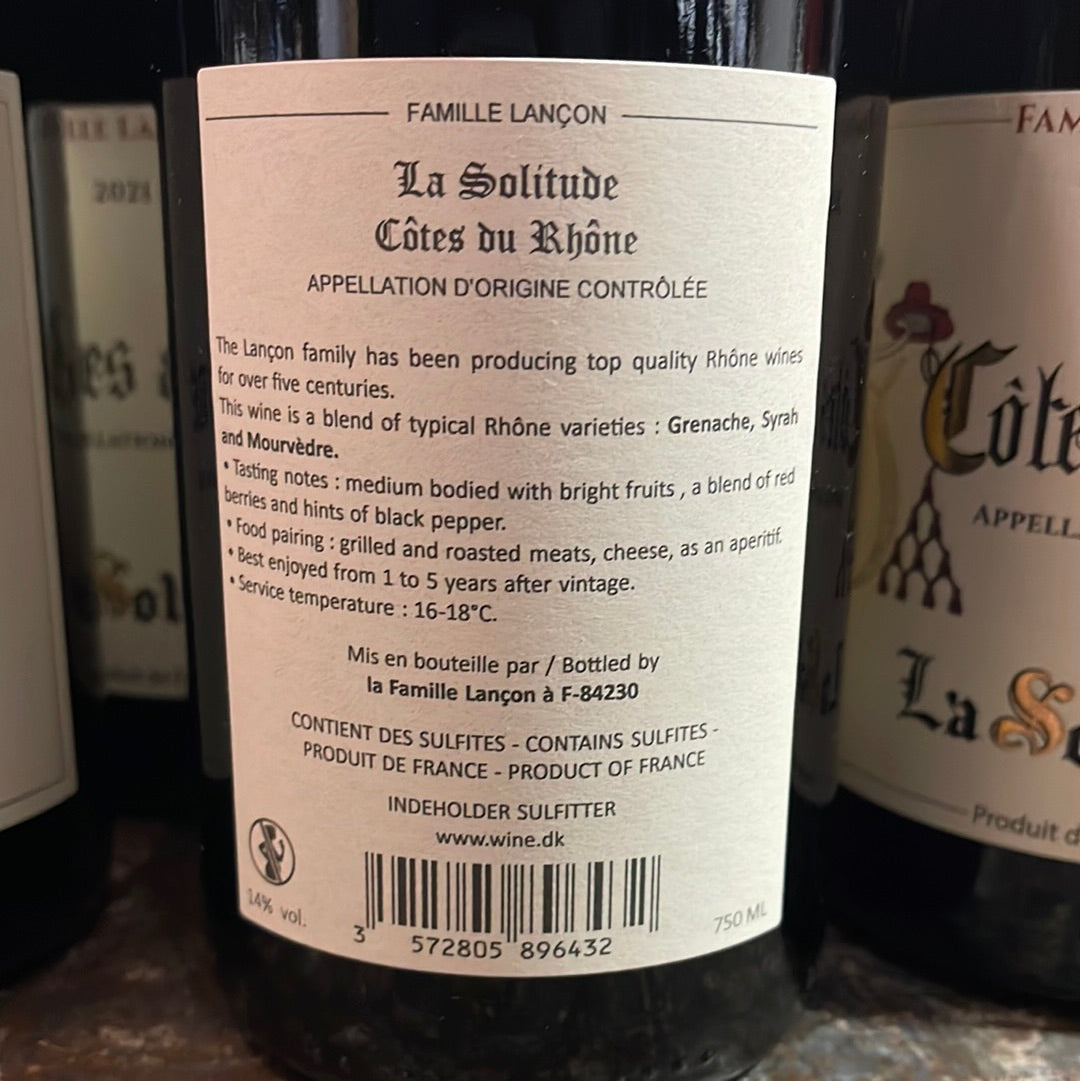 FAMILLE LANÇON
La Solitude
Côtes du Rhône
APPELLATION D'ORIGINE CONTRÔLÉE
The Lançon family has been producing top quality Rhône wines
for over five centuries.
This wine is a blend of typical Rhône varieties : Grenache, Syrah
and Mourvèdre.
• Tasting notes : medium bodied with bright fruits , a blend of red
berries and hints of black pepper.
• Food pairing : grilled and roasted meats, cheese, as an aperitif.
• Best enjoyed from 1 to 5 years after vintage.
• Service temperature : 16-18°C.
Mis en bouteille par / Bottled by
la Famille Lançon à F-84230
CONTIENT DES SULFITES - CONTAINS SULFITES -
PRODUIT DE FRANCE - PRODUCT OF FRANCE
INDEHOLDER SULFITTER
www.wine.dk
14% vol.
750 ML
3 572805 896432
2021
FAM
Côte
APPELL
La So
Produit d